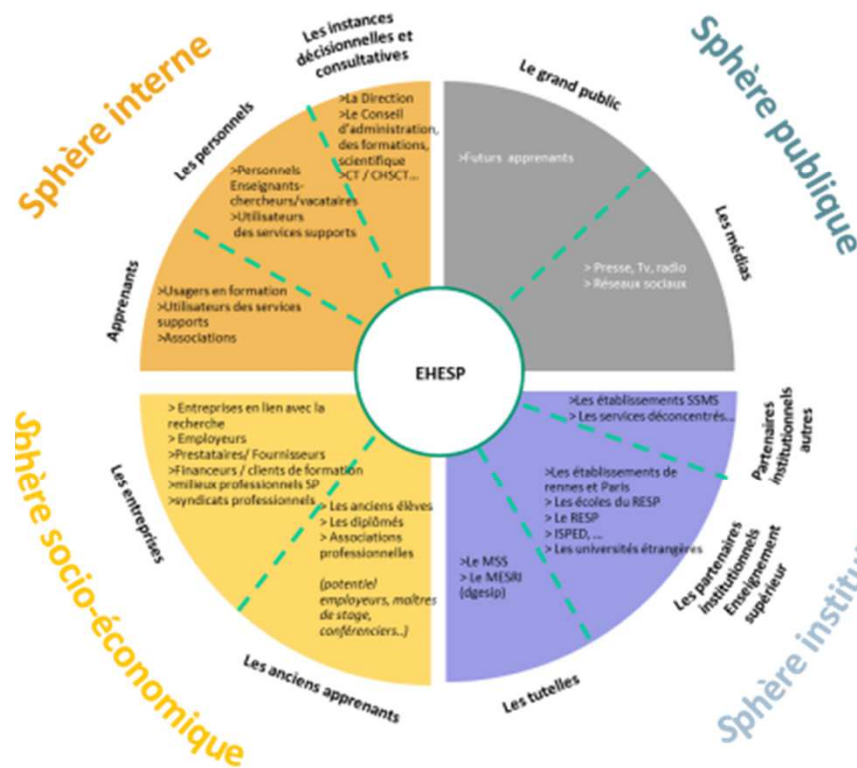 Sphère interne
Les instances
décisionnelles et
consultatives
>La Direction
>Le Conseil
d'administration,
des formations,
scientifique
>CT / CHSCT...
Les personnels
>Personnels
Enseignants-
chercheurs/vacataires
>Utilisateurs
des services supports
Apprenants
>Usagers en formation
>Utilisateurs des services
supports
>Associations
Sphère publique
Le grand public
>Futurs apprenants
Les médias
> Presse, Tv, radio
> Réseaux sociaux
EHESP
Sphère socio-économique
Les entreprises
> Entreprises en lien avec la
recherche
> Employeurs
>Prestataires/ Fournisseurs
>Financeurs / clients de formation
>milieux professionnels SP
>syndicats professionnels
Les anciens apprenants
> Les anciens élèves
> Les diplômés
> Associations
professionnelles
(potentiel
employeurs, maîtres
de stage,
conférenciers..)
Sphère institu
Partenaires
institutionnels
autres
>Les établissements SSMS
> Les services déconcentrés...
Les partenaires
institutionnels
Enseignement
supérieur
>Les établissements de
rennes et Paris
> Les écoles du RESP
> Le RESP
> ISPED, ...
> Les universités étrangères
Les tutelles
>Le MSS
> Le MESRI
(dgesip)